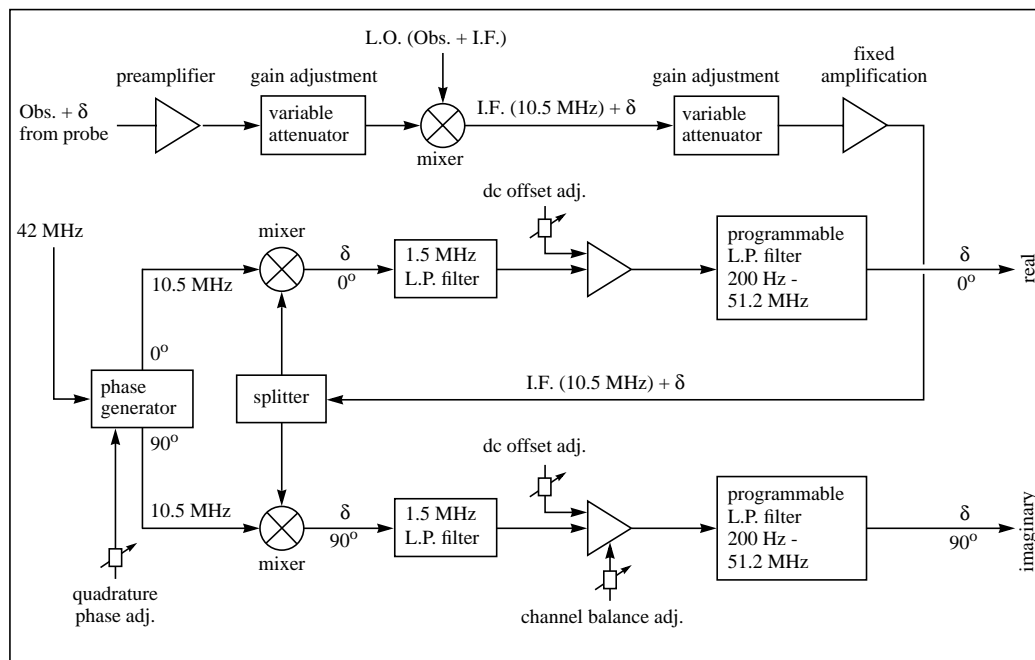 L.O. (Obs. + I.F.)
preamplifier
gain adjustment
gain adjustment
fixed
amplification
Obs. + δ
from probe
variable
attenuator
mixer
I.F. (10.5 MHz) + δ
variable
attenuator
dc offset adj.
42 MHz
mixer
10.5 MHz
δ
0°
1.5 MHz
L.P. filter
programmable
L.P. filter
200 Hz -
51.2 MHz
δ
0°
real
0°
phase
generator
splitter
I.F. (10.5 MHz) + δ
90°
dc offset adj.
10.5 MHz
mixer
δ
90°
1.5 MHz
L.P. filter
programmable
L.P. filter
200 Hz -
51.2 MHz
δ
90°
imaginary
quadrature
phase adj.
channel balance adj.